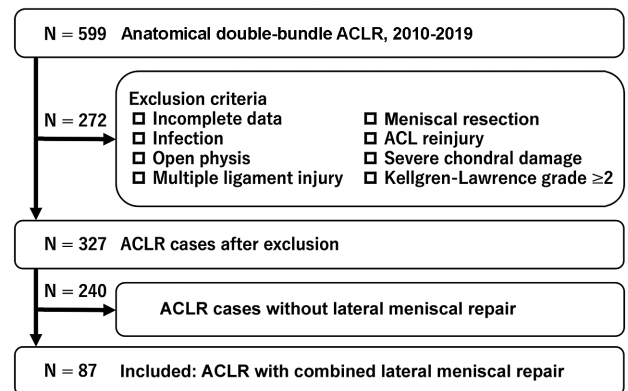 N = 599 Anatomical double-bundle ACLR, 2010-2019
N = 272
Exclusion criteria
Incomplete data
Infection
Open physis
Multiple ligament injury
Meniscal resection
ACL reinjury
Severe chondral damage
Kellgren-Lawrence grade ≥2
N = 327 ACLR cases after exclusion
N = 240
ACLR cases without lateral meniscal repair
N = 87 Included: ACLR with combined lateral meniscal repair